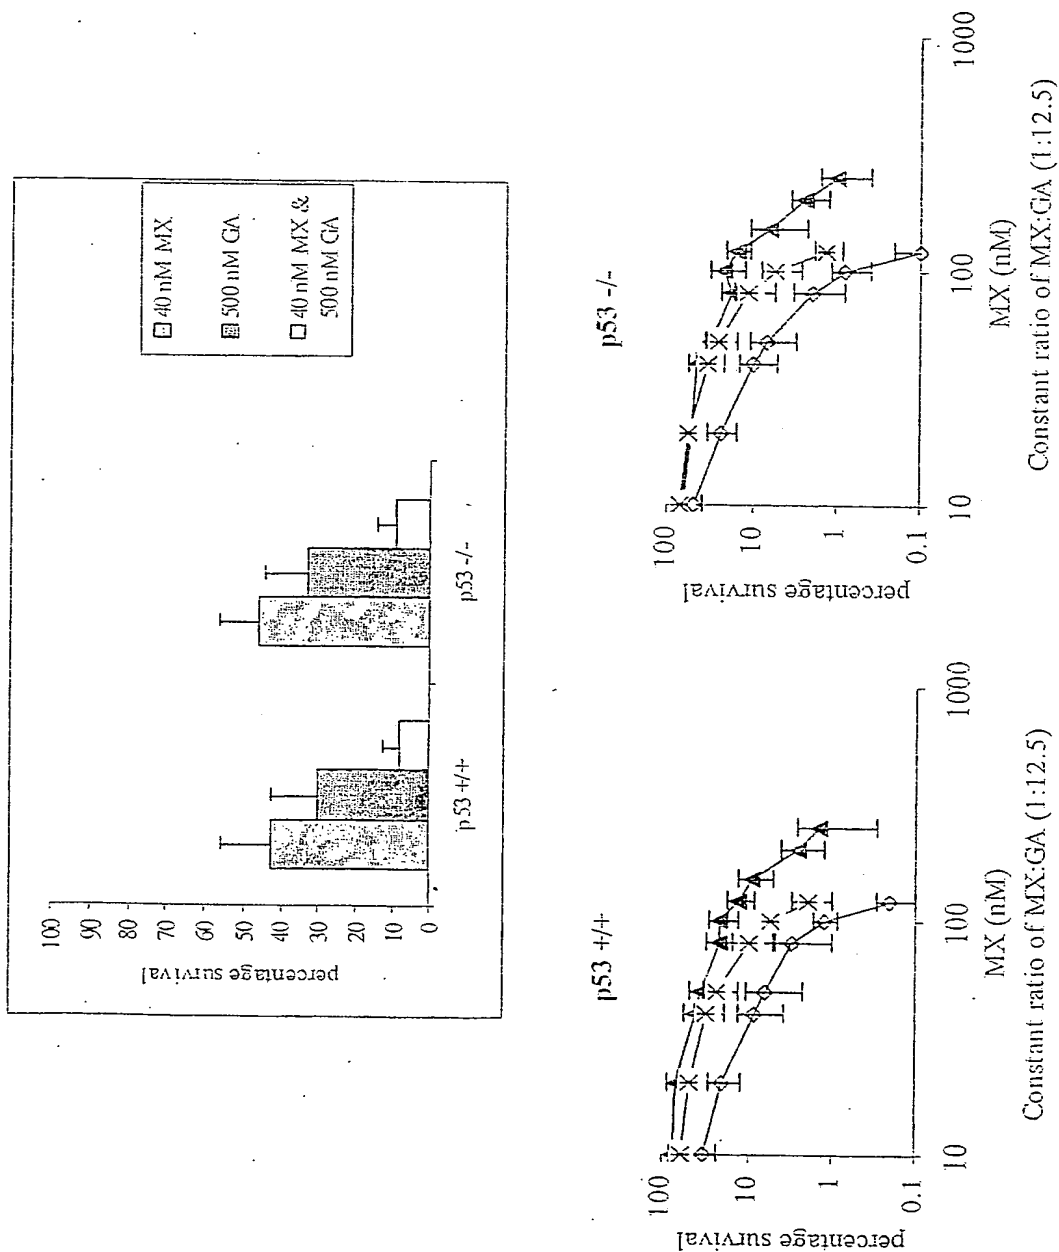 percentage survival
100
90
80
70
60
50
40
30
20
10
0
p53 +/+
p53 -/-
40 nM MX
500 nM GA
40 nM MX &
500 nM GA
p53 +/+
percentage survival
100
10
1
0.1
10
100
1000
MX (nM)
Constant ratio of MX:GA (1:12.5)
p53 -/-
percentage survival
100
10
1
0.1
10
100
1000
MX (nM)
Constant ratio of MX:GA (1:12.5)